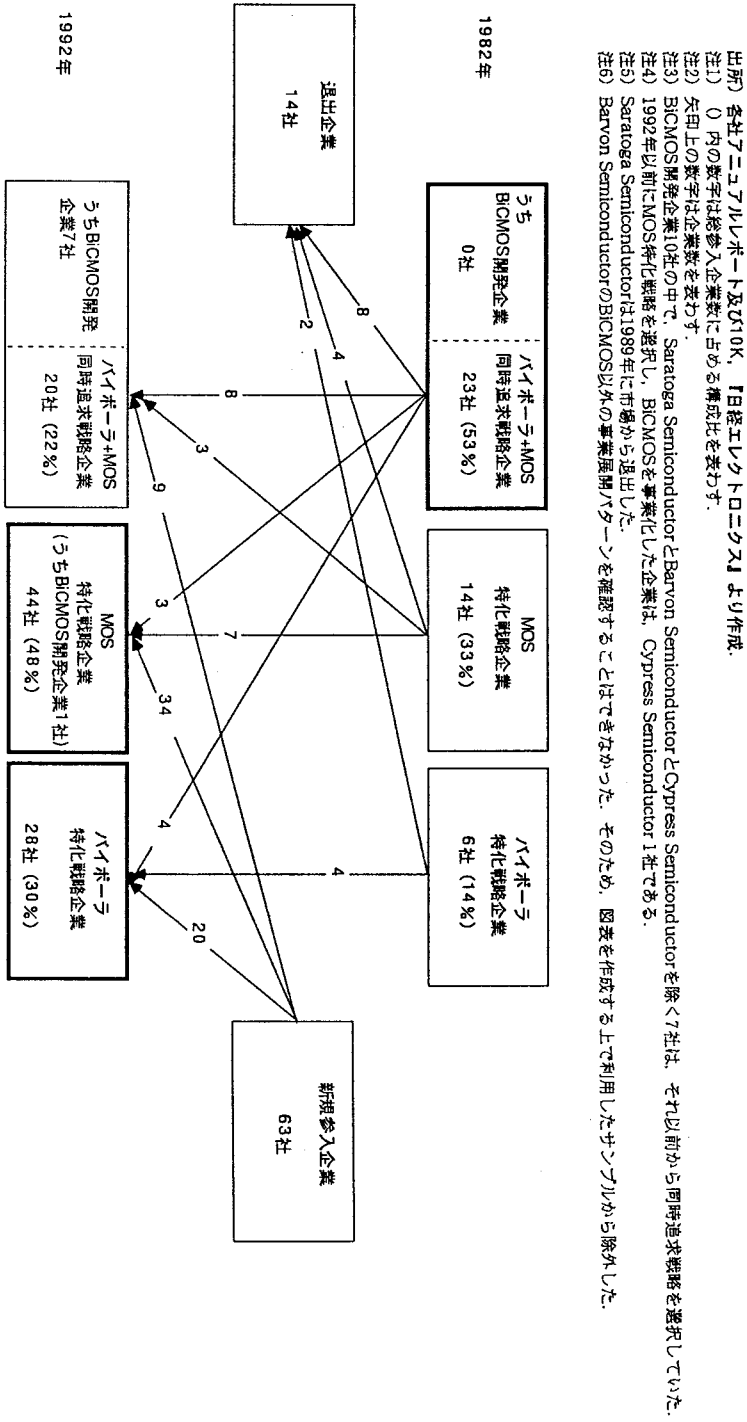 1982年
うち
BiCMOS開発企業
0社
バイポーラ+MOS
同時追求戦略企業
23社 (53%)
MOS
特化戦略企業
14社 (33%)
バイポーラ
特化戦略企業
6社 (14%)
退出企業
14社
新規参入企業
63社
8
4
2
8
3
9
3
7
34
4
4
20
1992年
うちBiCMOS開発
企業7社
バイポーラ+MOS
同時追求戦略企業
20社 (22%)
MOS
特化戦略企業
(うちBiCMOS開発企業1社)
44社 (48%)
バイポーラ
特化戦略企業
28社 (30%)
出所) 各社アニュアルレポート及び10K, 『日経エレクトロニクス』より作成.
注1) () 内の数字は総参入企業数に占める構成比を表わす.
注2) 矢印上の数字は企業数を表わす.
注3) BiCMOS開発企業10社の中で, Saratoga SemiconductorとBarvon SemiconductorとCypress Semiconductorを除く7社は, それ以前から同時追求戦略を選択していた.
注4) 1992年以前にMOS特化戦略を選択し, BiCMOSを事業化した企業は, Cypress Semiconductor 1社である.
注5) Saratoga Semiconductorは1989年に市場から退出した.
注6) Barvon SemiconductorのBiCMOS以外の事業展開パターンを確認することはできなかった. そのため, 図表を作成する上で利用したサンプルから除外した.